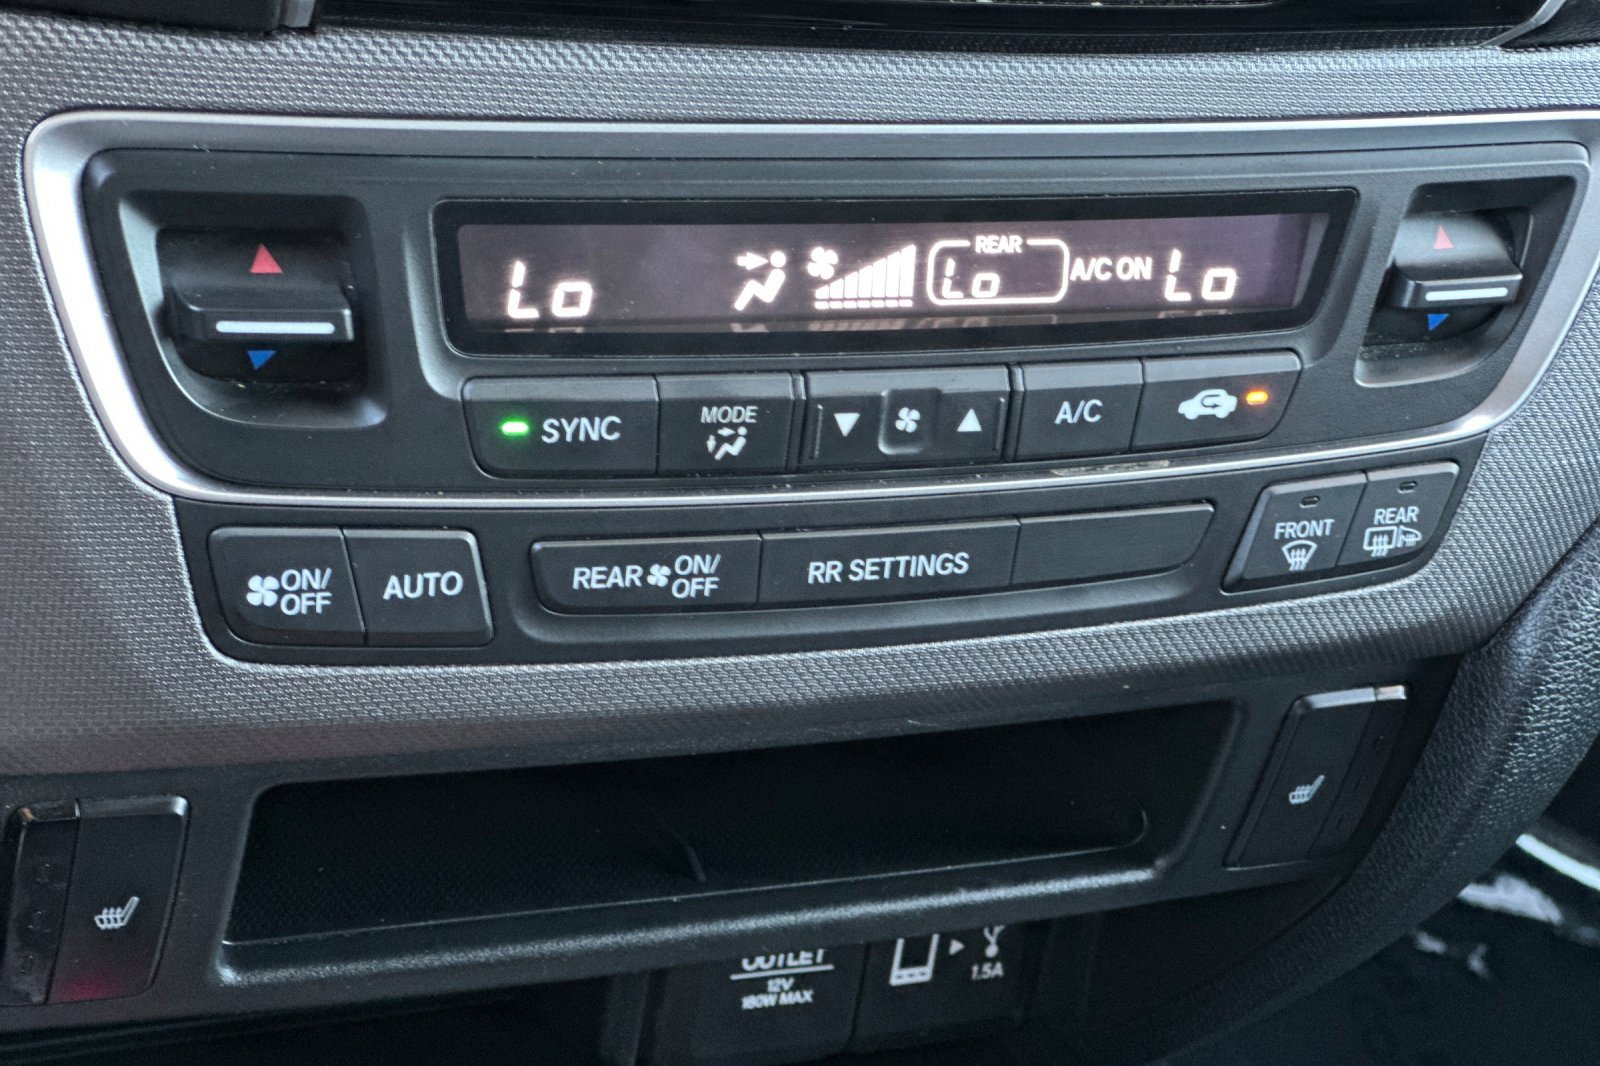 REAR
Lo
Lo
A/C ON
Lo
SYNC
MODE
A/C
ON/
OFF
AUTO
REAR
ON/
OFF
RR SETTINGS
FRONT
REAR
OUTLET
12V
180W MAX
1.5A